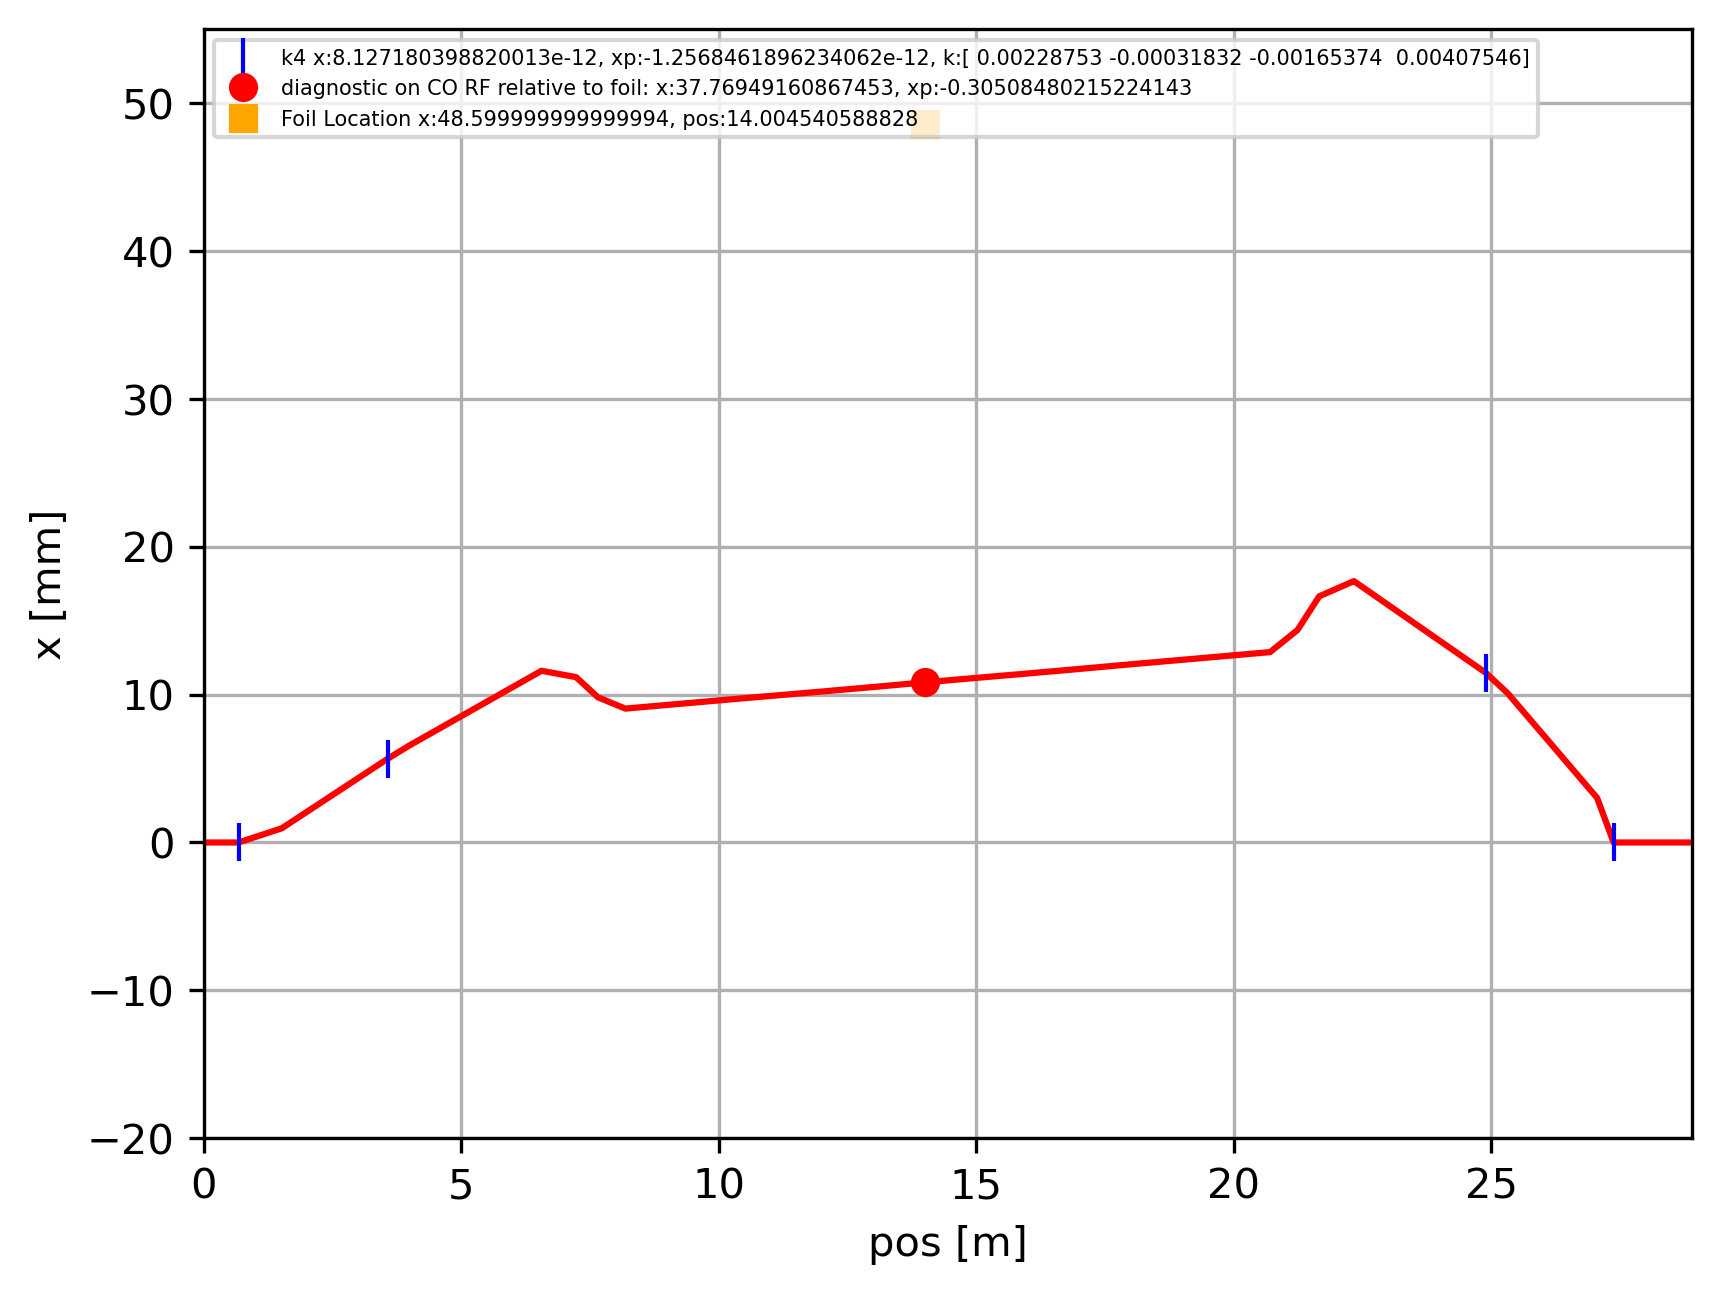 k4 x:8.127180398820013e-12, xp:-1.2568461896234062e-12, k:[ 0.00228753 -0.00031832 -0.00165374  0.00407546]
diagnostic on CO RF relative to foil: x:37.76949160867453, xp:-0.30508480215224143
Foil Location x:48.599999999999994, pos:14.004540588828
50
40
30
20
10
0
−10
−20
x [mm]
0 5 10 15 20 25
pos [m]